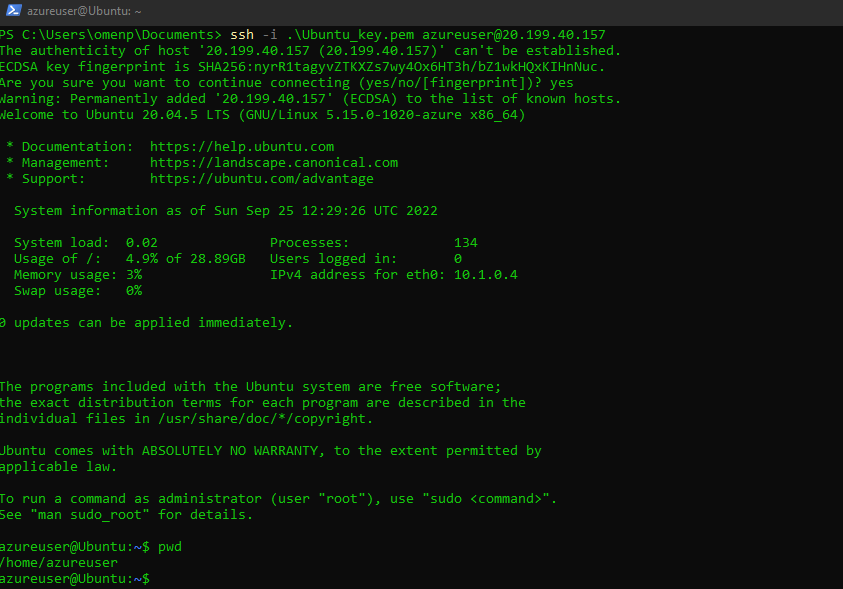 azureuser@Ubuntu: ~
PS C:\Users\omenp\Documents> ssh -i .\Ubuntu_key.pem azureuser@20.199.40.157
The authenticity of host '20.199.40.157 (20.199.40.157)' can't be established.
ECDSA key fingerprint is SHA256:nyrR1tagyvZTKXZs7wy4Ox6HT3h/bZ1wkHQxKIHnNuc.
Are you sure you want to continue connecting (yes/no/[fingerprint])? yes
Warning: Permanently added '20.199.40.157' (ECDSA) to the list of known hosts.
Welcome to Ubuntu 20.04.5 LTS (GNU/Linux 5.15.0-1020-azure x86_64)
* Documentation:  https://help.ubuntu.com
* Management:     https://landscape.canonical.com
* Support:        https://ubuntu.com/advantage
System information as of Sun Sep 25 12:29:26 UTC 2022
System load:  0.02              Processes:             134
Usage of /:   4.9% of 28.89GB   Users logged in:       0
Memory usage: 3%                IPv4 address for eth0: 10.1.0.4
Swap usage:   0%
0 updates can be applied immediately.
The programs included with the Ubuntu system are free software;
the exact distribution terms for each program are described in the
individual files in /usr/share/doc/*/copyright.
Ubuntu comes with ABSOLUTELY NO WARRANTY, to the extent permitted by
applicable law.
To run a command as administrator (user "root"), use "sudo <command>".
See "man sudo_root" for details.
azureuser@Ubuntu:~$ pwd
/home/azureuser
azureuser@Ubuntu:~$